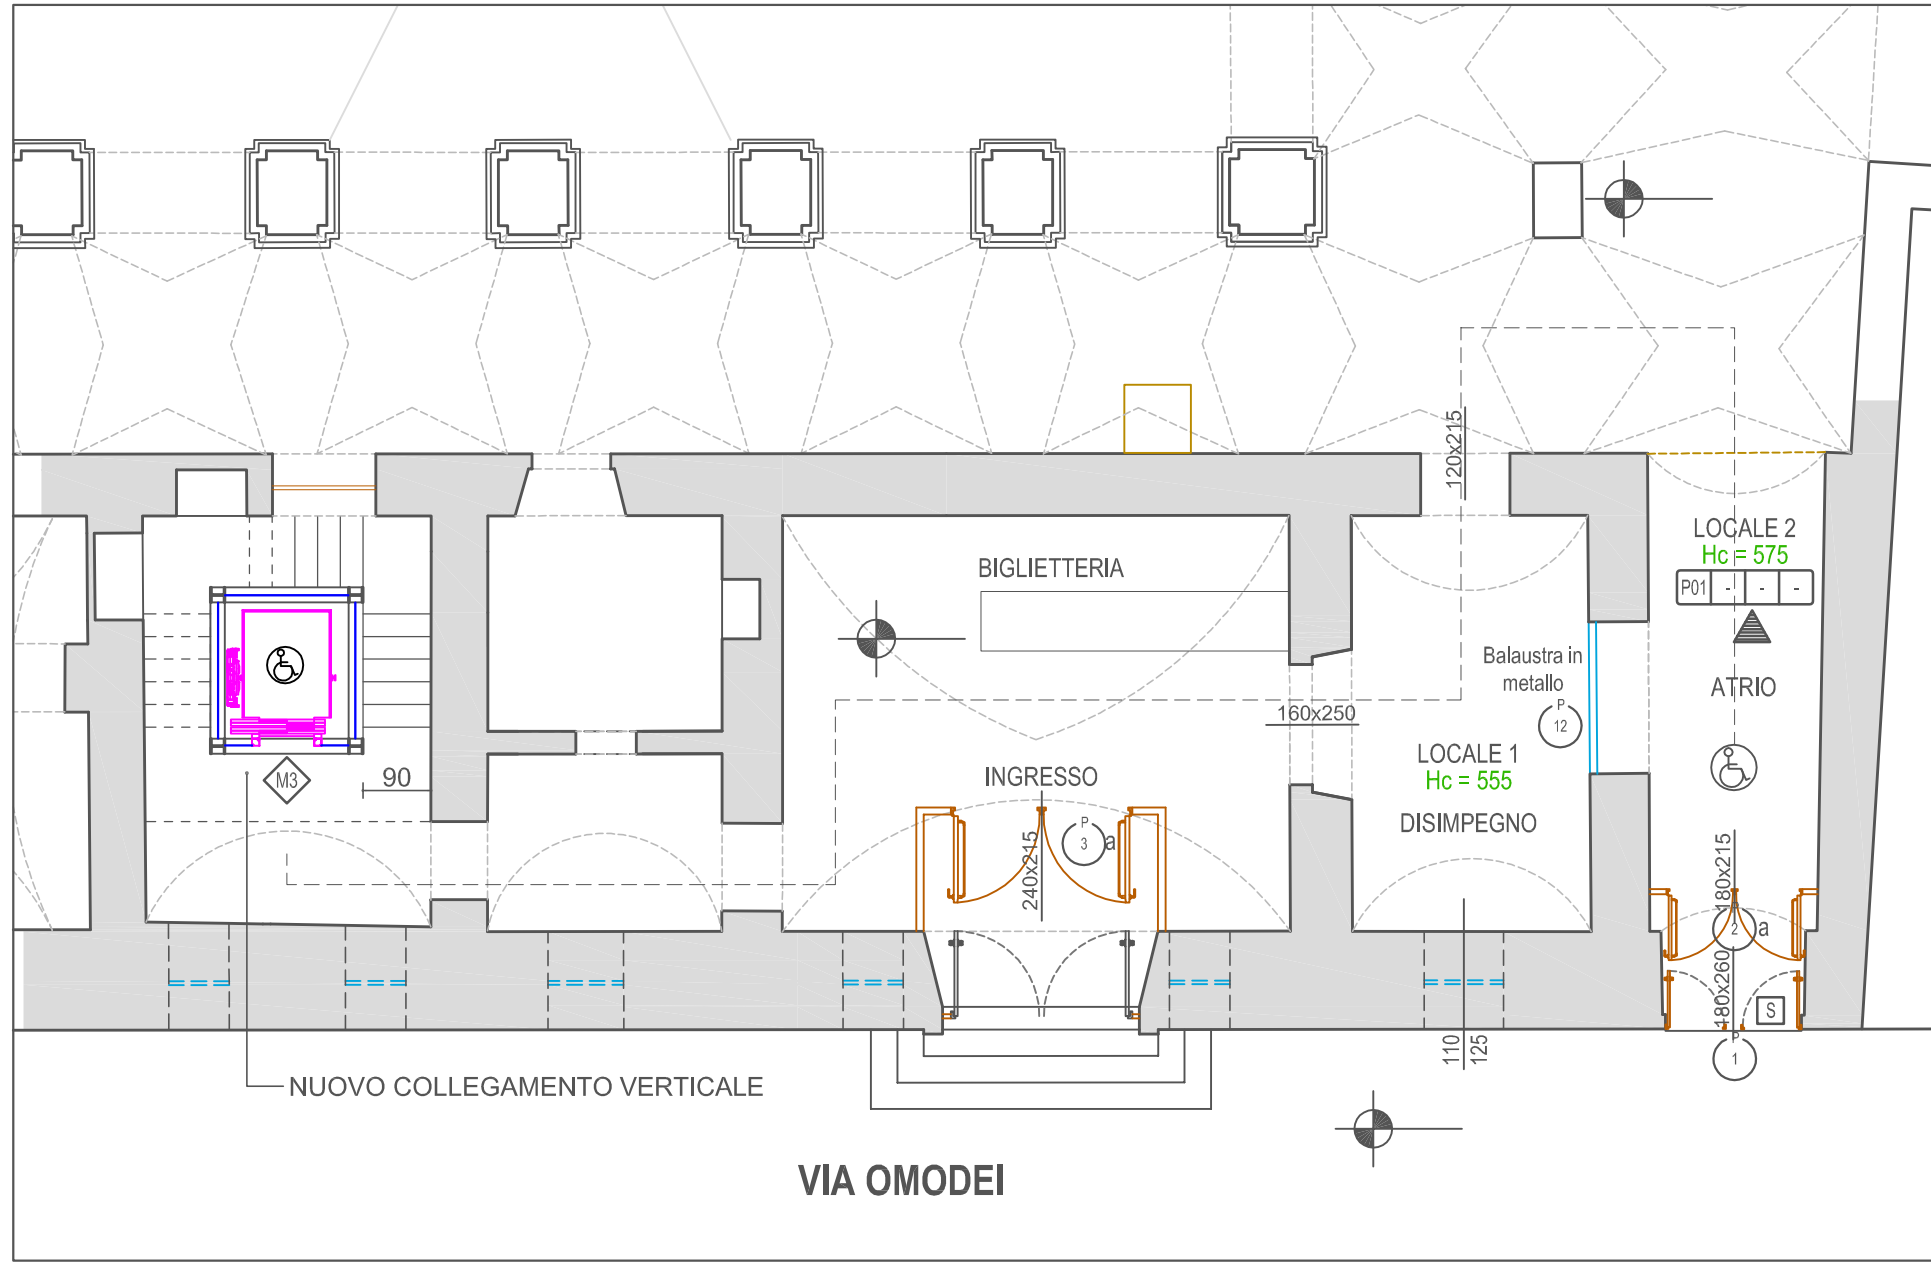 120x215
LOCALE 2
Hc = 575
P01 - - -
BIGLIETTERIA
Balaustra in
metallo
P
12
ATRIO
160x250
LOCALE 1
Hc = 555
DISIMPEGNO
INGRESSO
M3
90
240x215
P
3
a
180x215
P
2
a
180x260
S
P
1
110
125
NUOVO COLLEGAMENTO VERTICALE
VIA OMODEI